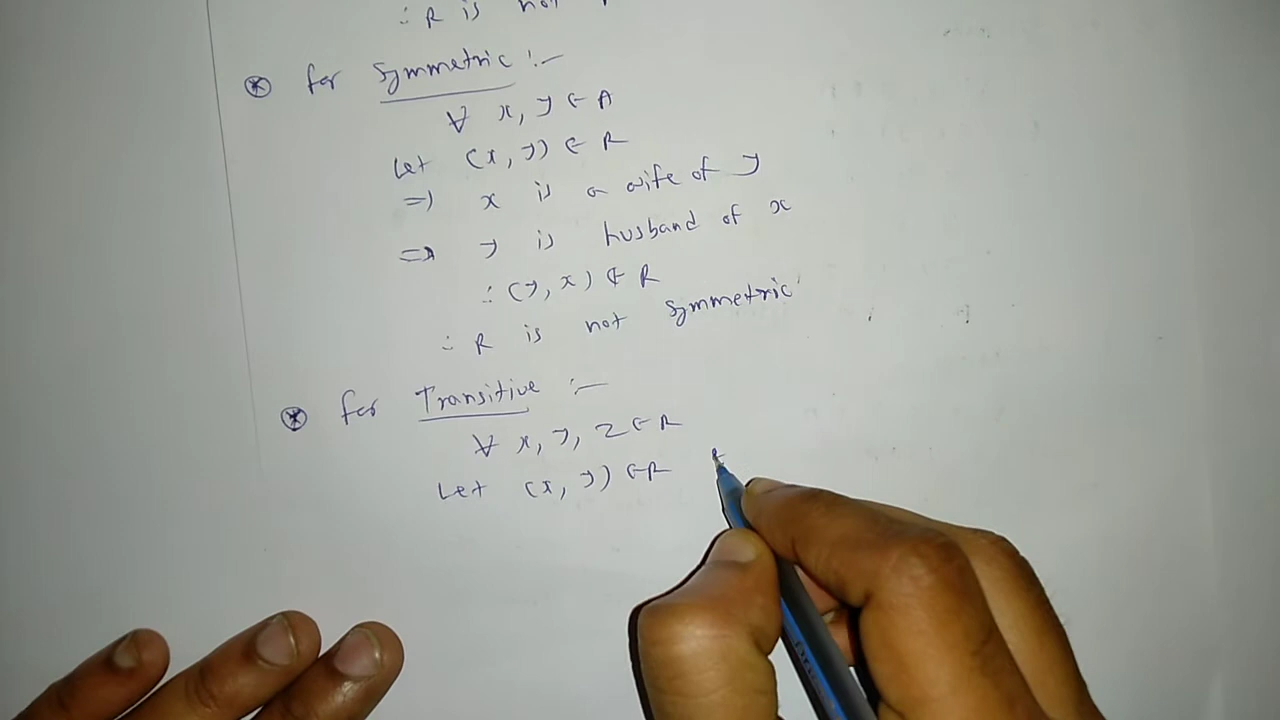 ∴ R is not
⊛ for Symmetric :-
∀ x, y ∈ A
Let (x, y) ∈ R
=) x is a wife of y
=> y is husband of x
∴ (y, x) ∉ R
∴ R is not symmetric
⊛ for Transitive :-
∀ x, y, z ∈ R
Let (x, y) ∈ R